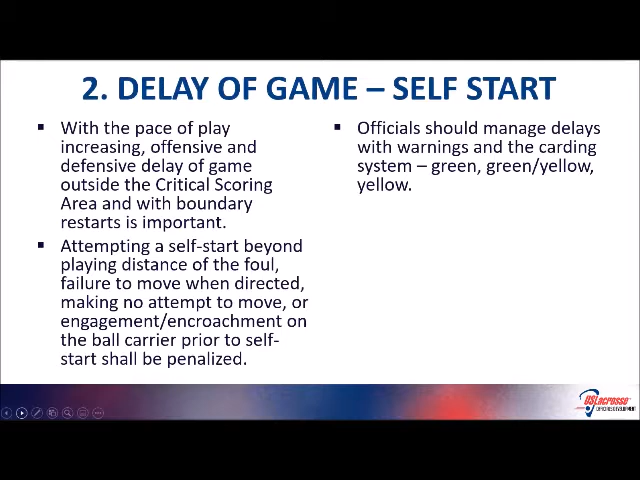 2. DELAY OF GAME – SELF START
▪ With the pace of play
increasing, offensive and
defensive delay of game
outside the Critical Scoring
Area and with boundary
restarts is important.
▪ Attempting a self-start beyond
playing distance of the foul,
failure to move when directed,
making no attempt to move, or
engagement/encroachment on
the ball carrier prior to self-
start shall be penalized.
▪ Officials should manage delays
with warnings and the carding
system – green, green/yellow,
yellow.
USLacrosse
OFFICIALS DEVELOPMENT